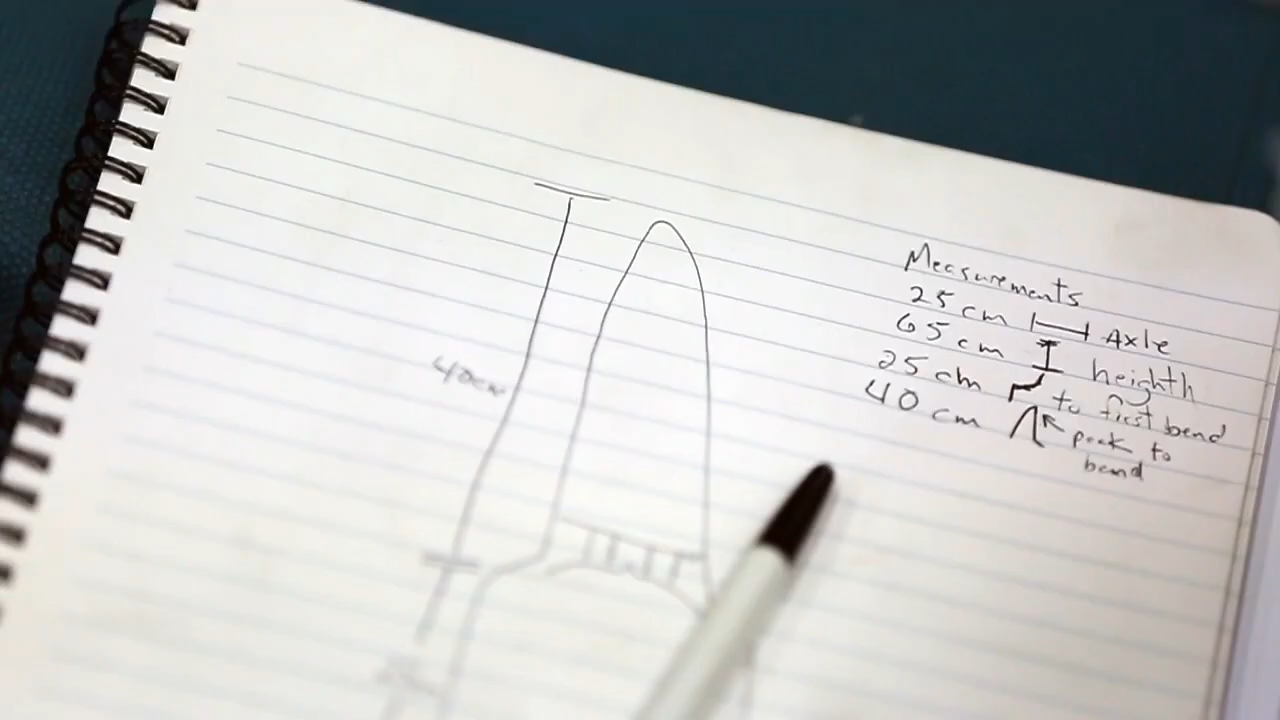 Measurements
25 cm Axle
65 cm heighth
25 cm to first bend
40 cm peak to
bend
40cm